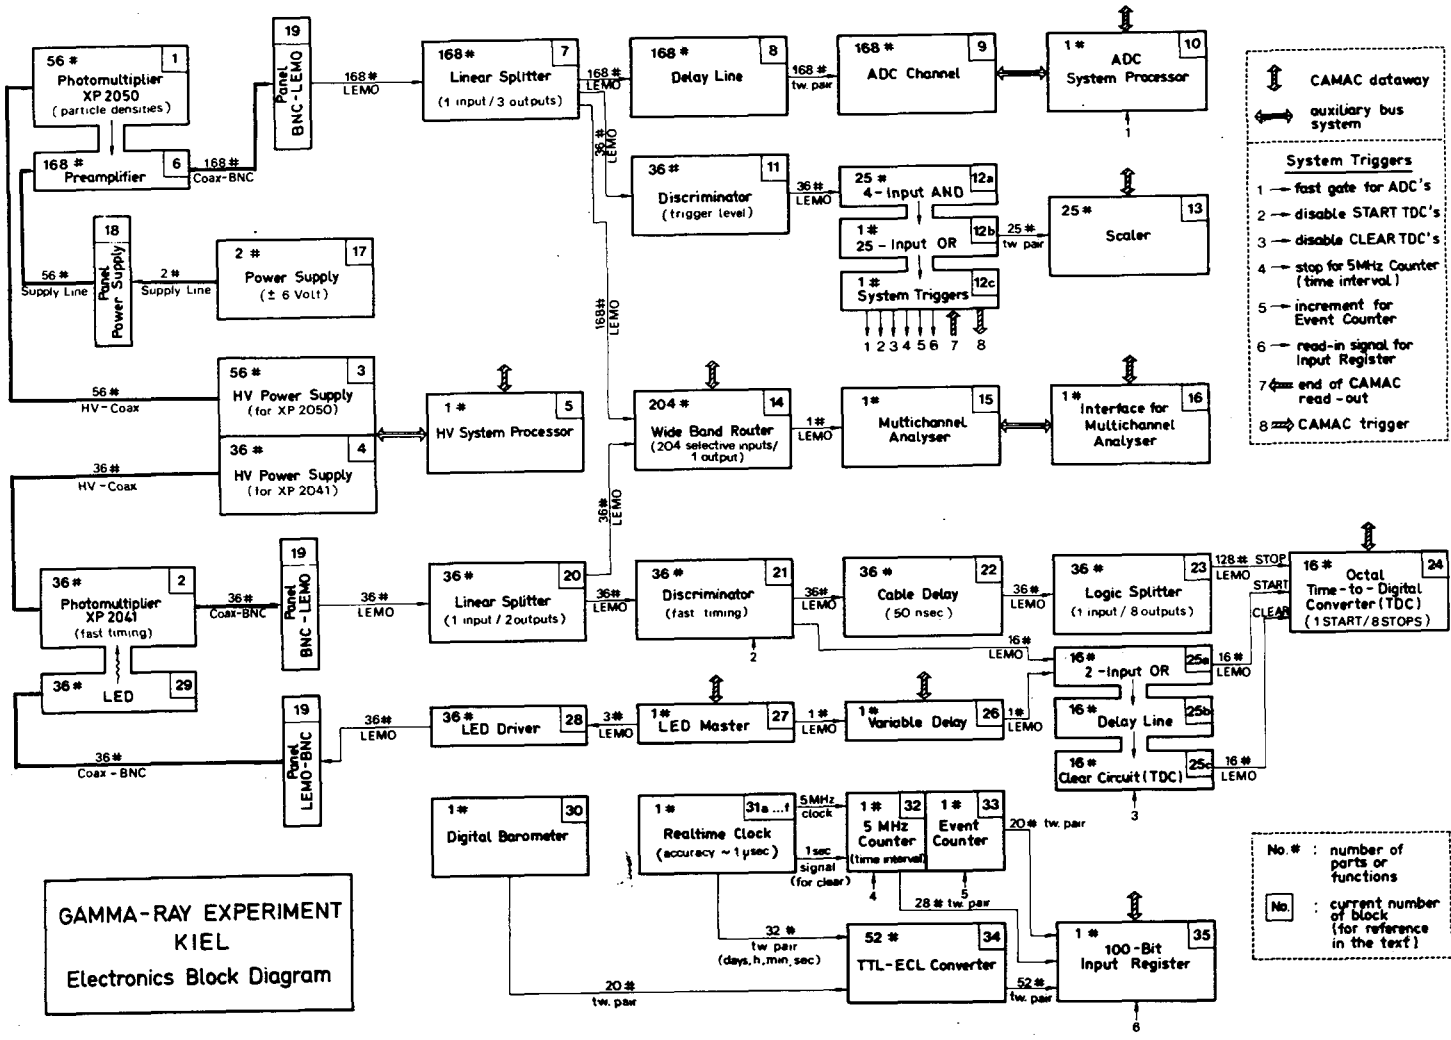 56 #
1
Photomultiplier
XP 2050
(particle densities)
168 #
6
Preamplifier
168 #
Coax-BNC
19
Panel
BNC-LEMO
168 #
LEMO
168 #
7
Linear Splitter
(1 input / 3 outputs)
168 #
LEMO
168 #
8
Delay Line
168 #
tw. pair
168 #
9
ADC Channel
1 #
10
ADC
System Processor
1
36 #
LEMO
36 #
11
Discriminator
(trigger level)
36 #
LEMO
25 #
12a
4-Input AND
1 #
12b
25-Input OR
1 #
12c
System Triggers
1 2 3 4 5 6 7 8
25 #
tw pair
25 #
13
Scaler
CAMAC dataway
auxiliary bus
system
System Triggers
1 → fast gate for ADC's
2 → disable START TDC's
3 → disable CLEAR TDC's
4 → stop for 5MHz Counter
(time interval)
5 → increment for
Event Counter
6 → read-in signal for
Input Register
7 ⇐ end of CAMAC
read-out
8 ⇒ CAMAC trigger
18
Panel
Power Supply
56 #
Supply Line
2 #
Supply Line
2 #
17
Power Supply
(± 6 Volt)
56 #
HV-Coax
56 #
3
HV Power Supply
(for XP 2050)
36 #
4
HV Power Supply
(for XP 2041)
36 #
HV-Coax
1 #
5
HV System Processor
168 #
LEMO
204 #
14
Wide Band Router
(204 selective inputs/
1 output)
1 #
LEMO
1 #
15
Multichannel
Analyser
1 #
16
Interface for
Multichannel
Analyser
36 #
LEMO
36 #
2
Photomultiplier
XP 2041
(fast timing)
36 #
Coax-BNC
19
Panel
BNC-LEMO
36 #
LEMO
36 #
20
Linear Splitter
(1 input / 2 outputs)
36 #
LEMO
36 #
21
Discriminator
(fast timing)
2
36 #
LEMO
36 #
22
Cable Delay
(50 nsec)
36 #
LEMO
36 #
23
Logic Splitter
(1 input / 8 outputs)
128 #
LEMO
STOP
START
CLEAR
16 #
24
Octal
Time-to-Digital
Converter (TDC)
(1 START / 8 STOPS)
16 #
LEMO
16 #
25a
2-Input OR
16 #
LEMO
16 #
25b
Delay Line
16 #
25c
Clear Circuit (TDC)
16 #
LEMO
3
36 #
29
LED
36 #
Coax-BNC
19
Panel
LEMO-BNC
36 #
LEMO
36 #
28
LED Driver
3 #
LEMO
1 #
27
LED Master
1 #
LEMO
1 #
26
Variable Delay
1 #
LEMO
1 #
30
Digital Barometer
1 #
31a...f
Realtime Clock
(accuracy ~ 1 μsec)
5MHz
clock
1 sec
signal
(for clear)
1 #
32
5 MHz
Counter
(time interval)
4
1 #
33
Event
Counter
5
20 # tw. pair
28 # tw. pair
32 #
tw pair
(days, h, min, sec)
20 #
tw. pair
52 #
34
TTL-ECL Converter
52 #
tw. pair
1 #
35
100-Bit
Input Register
6
GAMMA-RAY EXPERIMENT
KIEL
Electronics Block Diagram
No. # : number of
parts or
functions
No. : current number
of block
(for reference
in the text)